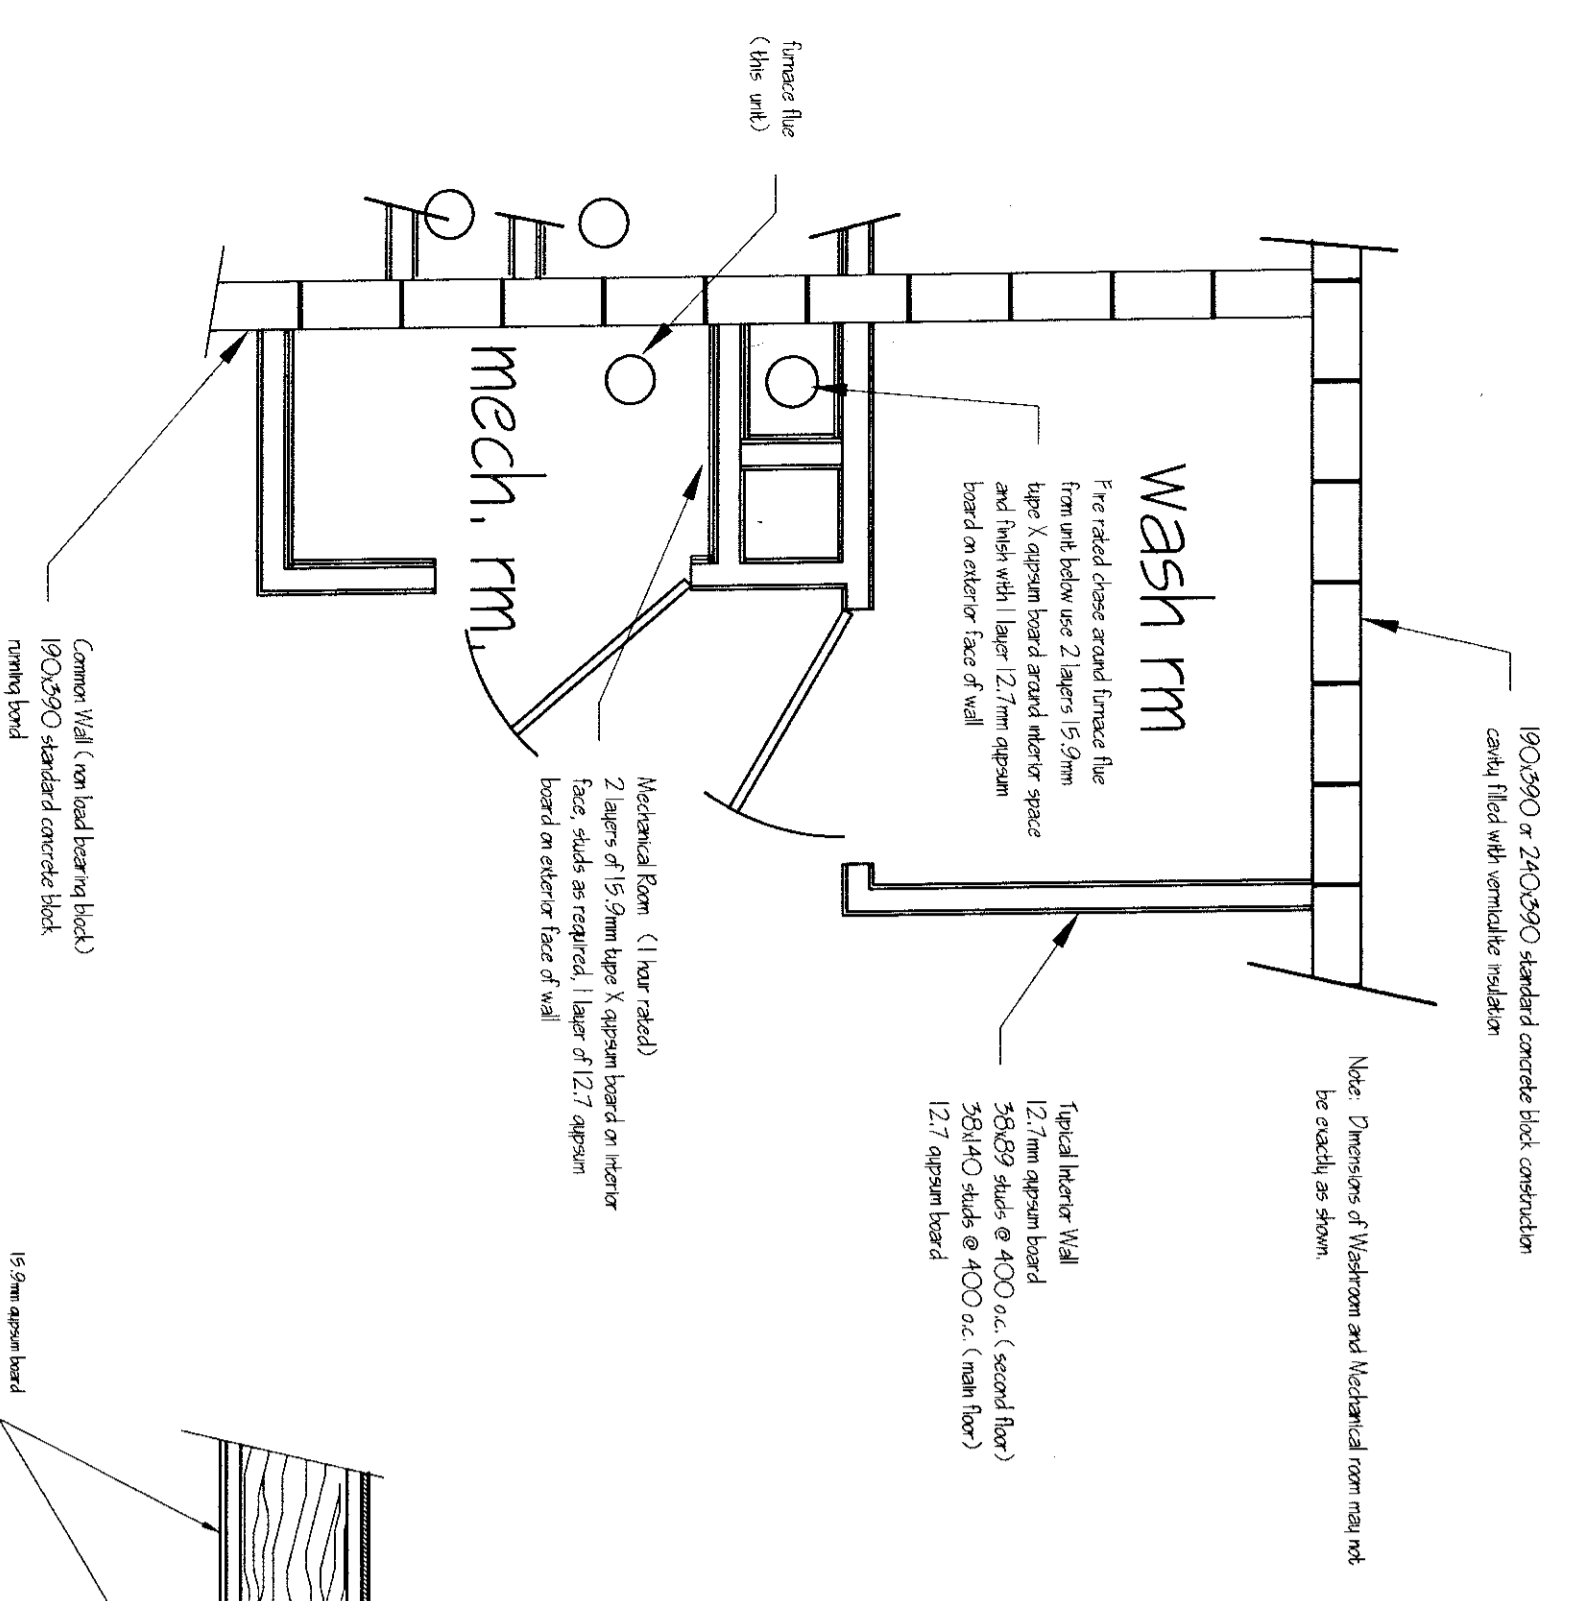 190x390 or 240x390 standard concrete block construction
cavity filled with vermiculite insulation
Note: Dimensions of Washroom and Mechanical room may not
be exactly as shown.
wash rm
Fire rated chase around furnace flue
from unit below use 2 layers 15.9mm
type X gypsum board around interior space
and finish with 1 layer 12.7mm gypsum
board on exterior face of wall
Typical Interior Wall
12.7mm gypsum board
38x89 studs @ 400 o.c. (second floor)
38x140 studs @ 400 o.c. (main floor)
12.7 gypsum board
furnace flue
(this unit)
Mechanical Room (1 hour rated)
2 layers of 15.9mm type X gypsum board on interior
face, studs as required, 1 layer of 12.7 gypsum
board on exterior face of wall
mech. rm.
Common Wall (non load bearing block)
190x390 standard concrete block
running bond
15.9mm gypsum board